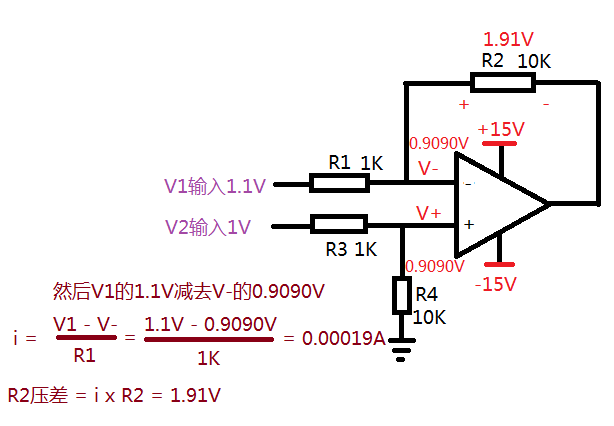 1.91V
R2 10K
+ -
+15V
0.9090V
R1 1K
V-
V1输入1.1V
-
V+
V2输入1V
+
R3 1K
0.9090V
-15V
然后V1的1.1V减去V-的0.9090V
R4
10K
i = V1 - V- / R1 = 1.1V - 0.9090V / 1K = 0.00019A
R2压差 = i x R2 = 1.91V